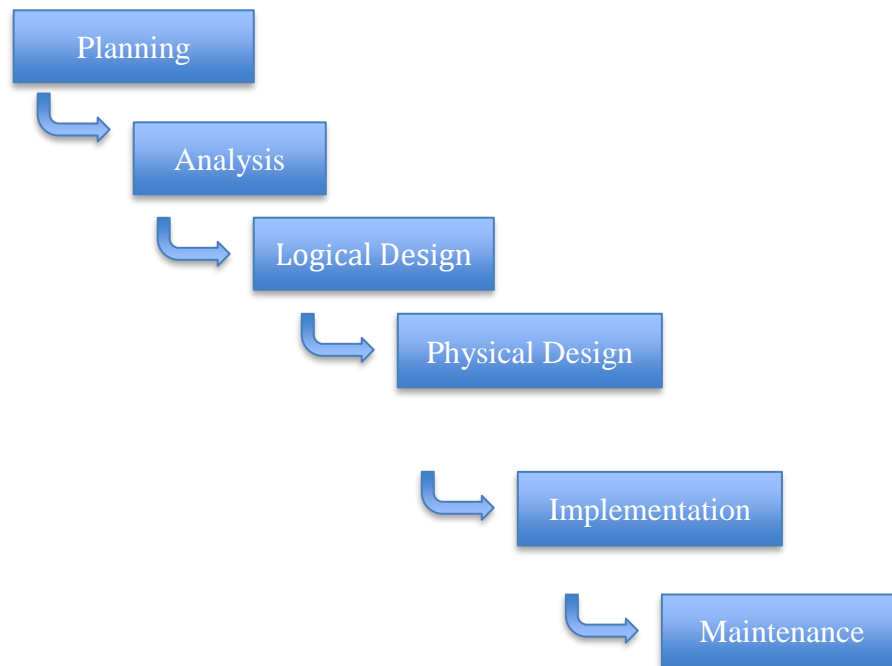 Planning
Analysis
Logical Design
Physical Design
Implementation
Maintenance